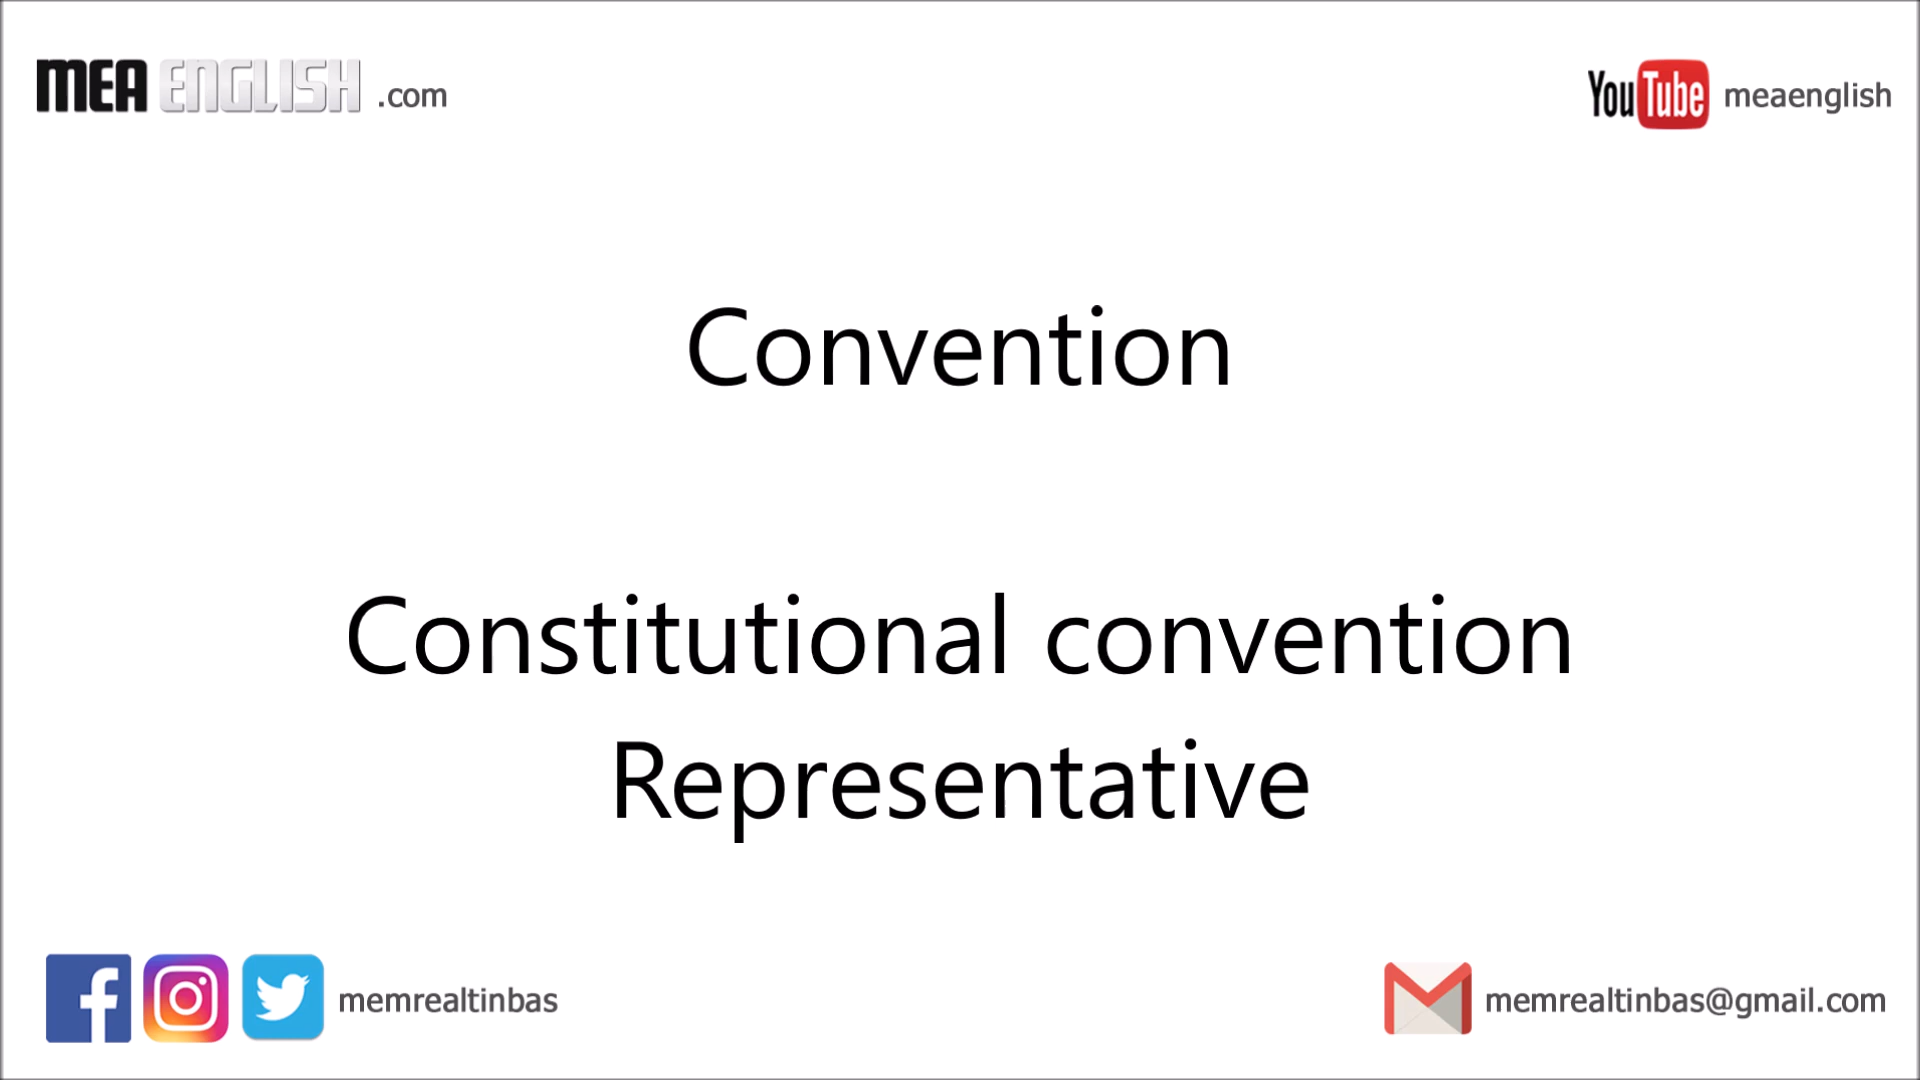 MEA ENGLISH .com
YouTube meaenglish
Convention
Constitutional convention
Representative
memrealtinbas
memrealtinbas@gmail.com